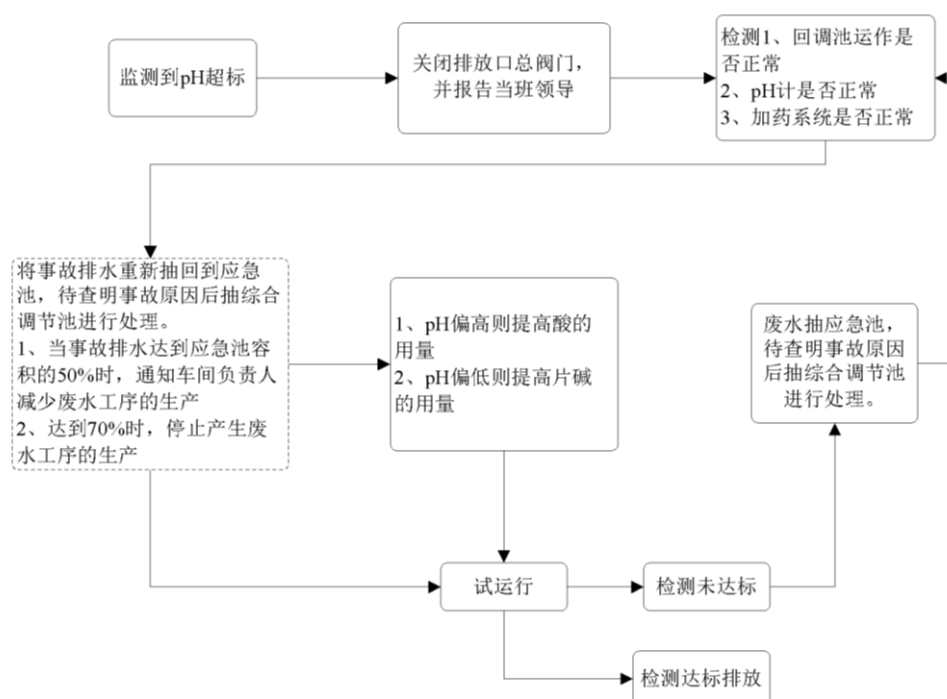 监测到pH超标
关闭排放口总阀门，
并报告当班领导
检测1、回调池运作是
否正常
2、pH计是否正常
3、加药系统是否正常
将事故排水重新抽回到应急
池，待查明事故原因后抽综合
调节池进行处理。
1、当事故排水达到应急池容
积的50%时，通知车间负责人
减少废水工序的生产
2、达到70%时，停止产生废
水工序的生产
1、pH偏高则提高酸的
用量
2、pH偏低则提高片碱
的用量
废水抽应急池，
待查明事故原因
后抽综合调节池
进行处理。
试运行
检测未达标
检测达标排放